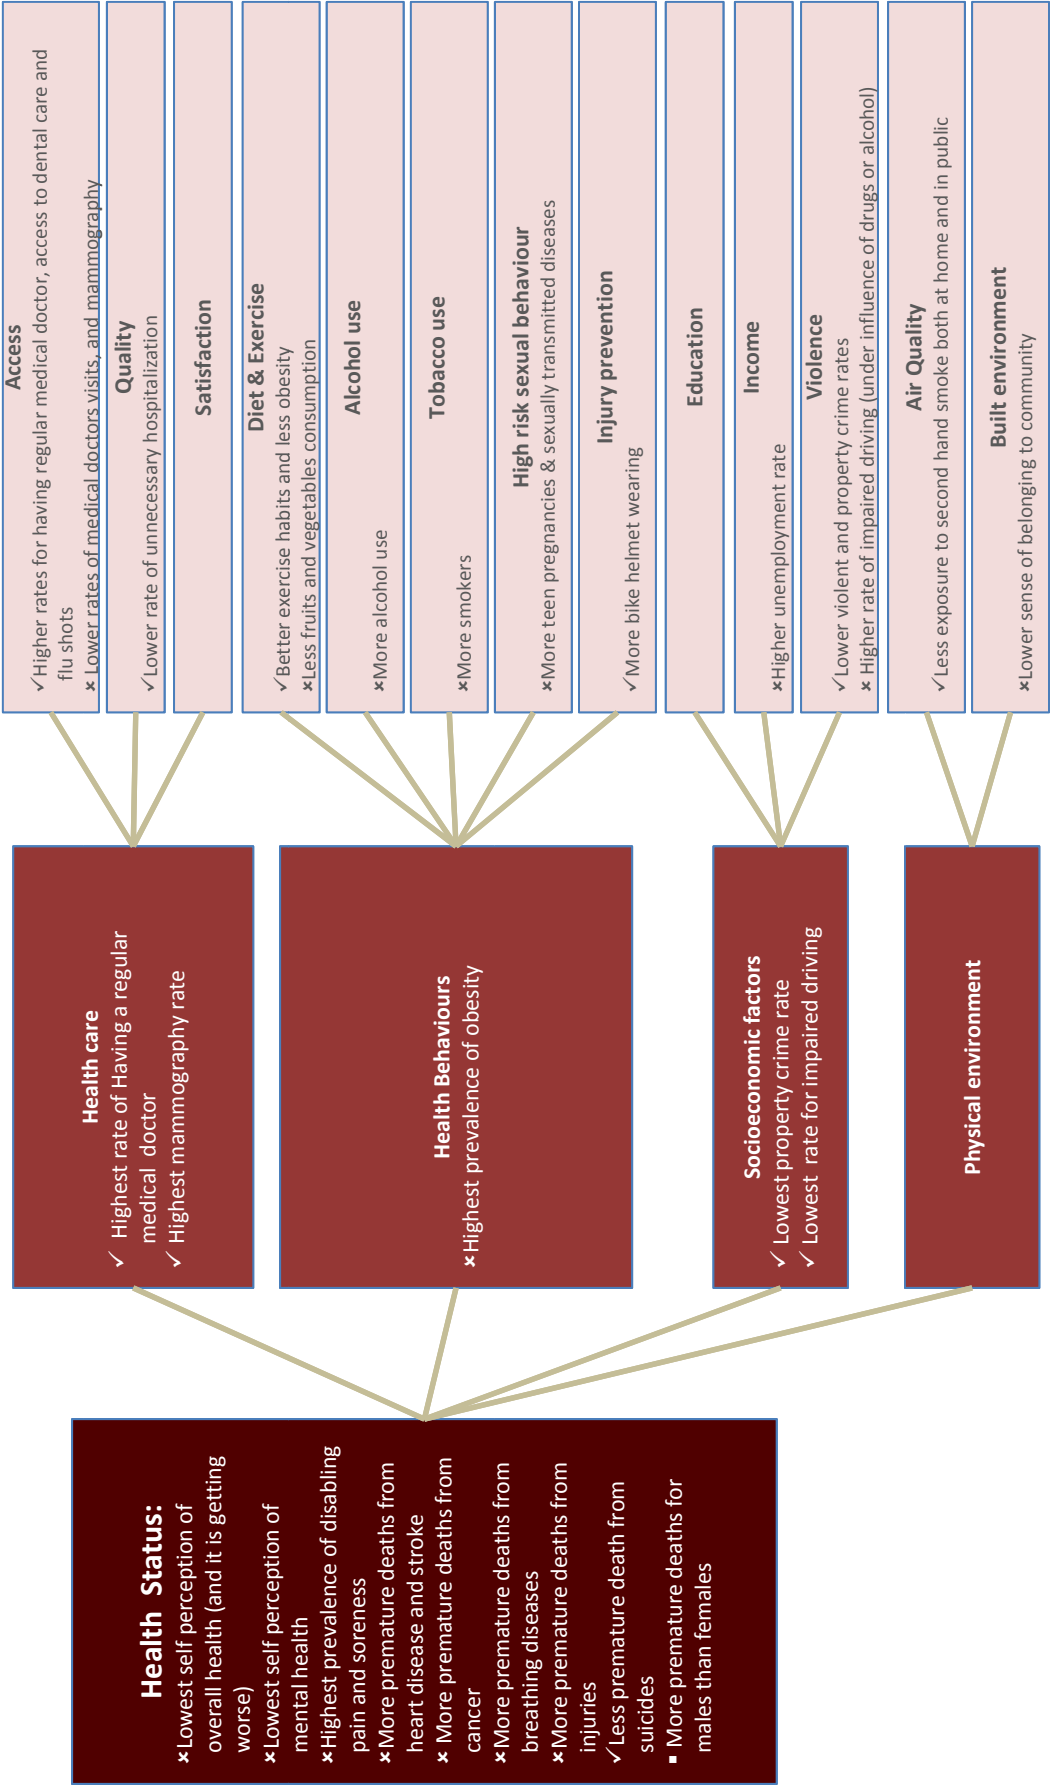 Health Status:
×Lowest self perception of
overall health (and it is getting
worse)
×Lowest self perception of
mental health
×Highest prevalence of disabling
pain and soreness
×More premature deaths from
heart disease and stroke
× More premature deaths from
cancer
×More premature deaths from
breathing diseases
×More premature deaths from
injuries
✓Less premature death from
suicides
▪ More premature deaths for
males than females
Health care
✓ Highest rate of Having a regular
medical doctor
✓ Highest mammography rate
Health Behaviours
×Highest prevalence of obesity
Socioeconomic factors
✓ Lowest property crime rate
✓ Lowest rate for impaired driving
Physical environment
Access
✓Higher rates for having regular medical doctor, access to dental care and
flu shots
× Lower rates of medical doctors visits, and mammography
Quality
✓Lower rate of unnecessary hospitalization
Satisfaction
Diet & Exercise
✓Better exercise habits and less obesity
×Less fruits and vegetables consumption
Alcohol use
×More alcohol use
Tobacco use
×More smokers
High risk sexual behaviour
×More teen pregnancies & sexually transmitted diseases
Injury prevention
✓More bike helmet wearing
Education
Income
×Higher unemployment rate
Violence
✓Lower violent and property crime rates
× Higher rate of impaired driving (under influence of drugs or alcohol)
Air Quality
✓Less exposure to second hand smoke both at home and in public
Built environment
×Lower sense of belonging to community